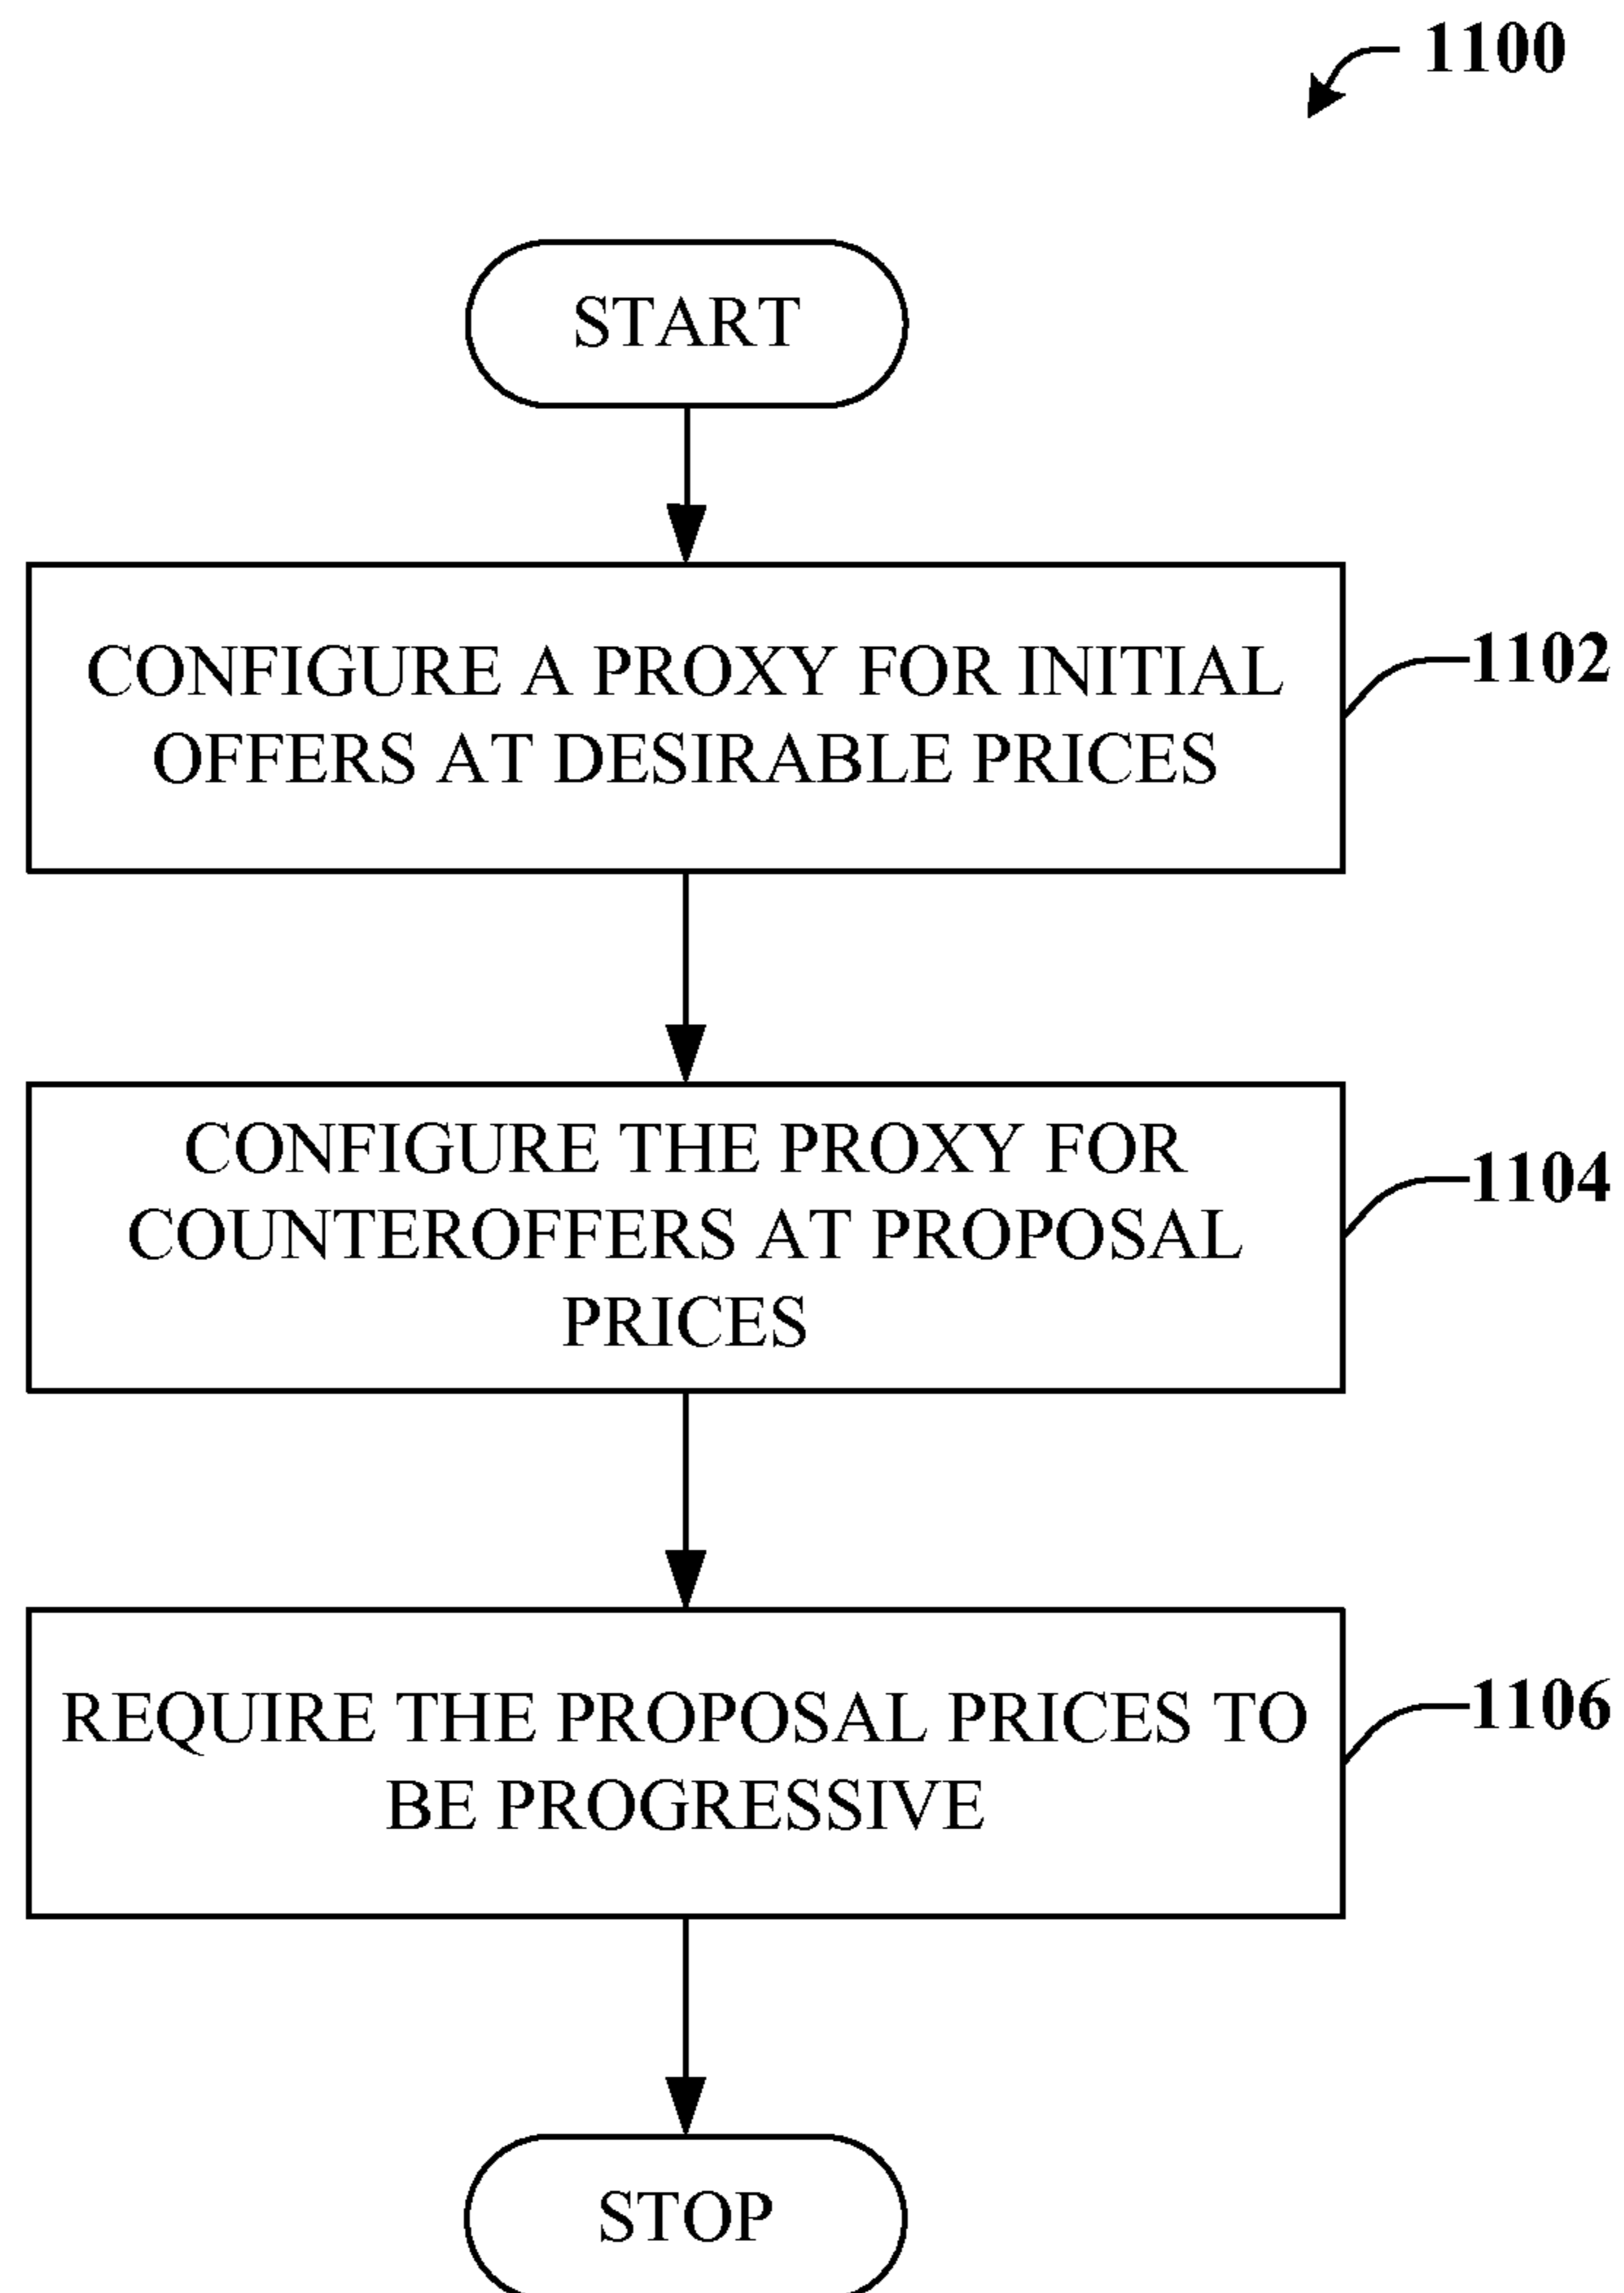 1100
START
CONFIGURE A PROXY FOR INITIAL
OFFERS AT DESIRABLE PRICES
1102
CONFIGURE THE PROXY FOR
COUNTEROFFERS AT PROPOSAL
PRICES
1104
REQUIRE THE PROPOSAL PRICES TO
BE PROGRESSIVE
1106
STOP